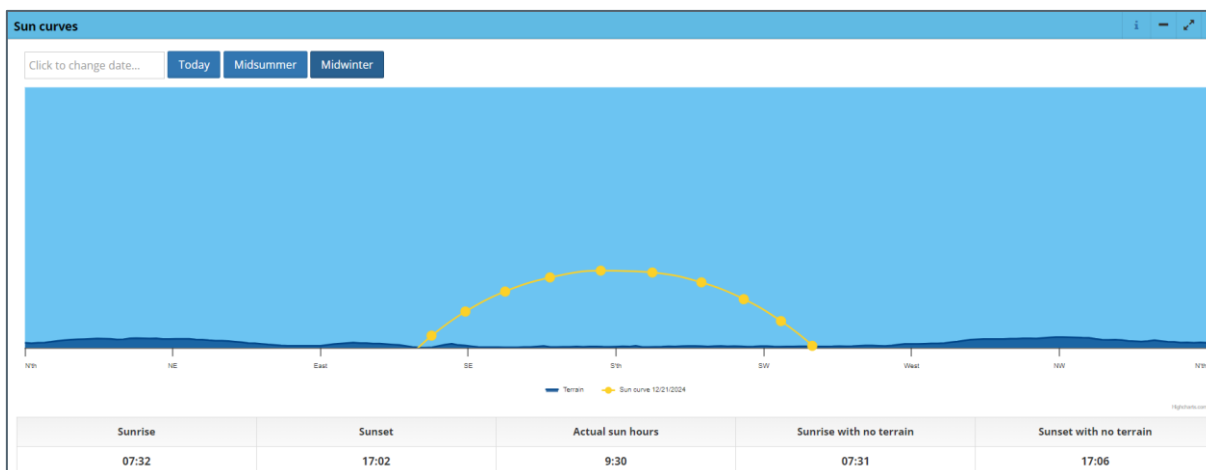 Sun curves
i
Click to change date...
Today
Midsummer
Midwinter
N'th NE East SE S'th SW West NW N'th
Terrain Sun curve 12/21/2024
Highcharts.com
Sunrise Sunset Actual sun hours Sunrise with no terrain Sunset with no terrain
07:32 17:02 9:30 07:31 17:06